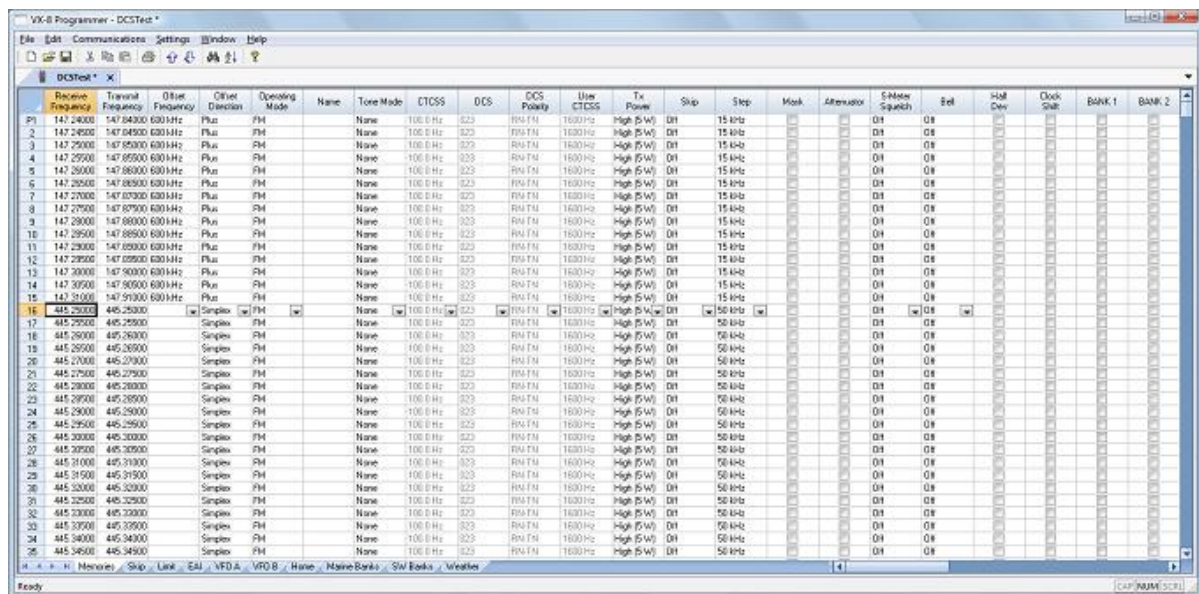 VX-8 Programmer - DCSTest *
File Edit Communications Settings Window Help
DCSTest * X
Receive Frequency Transmit Frequency Offset Frequency Offset Direction Operating Mode Name Tone Mode CTCSS DCS DCS Polarity User CTCSS Tx Power Skip Step Mask Attenuator S-Meter Squelch Bell Half Dev Clock Shift BANK 1 BANK 2
P1 147.24000 147.84000 600 kHz Plus FM None 100.0 Hz 023 RN-TN 1600 Hz High (5 W) Off 15 kHz Off Off
2 147.24500 147.84500 600 kHz Plus FM None 100.0 Hz 023 RN-TN 1600 Hz High (5 W) Off 15 kHz Off Off
3 147.25000 147.85000 600 kHz Plus FM None 100.0 Hz 023 RN-TN 1600 Hz High (5 W) Off 15 kHz Off Off
4 147.25500 147.85500 600 kHz Plus FM None 100.0 Hz 023 RN-TN 1600 Hz High (5 W) Off 15 kHz Off Off
5 147.26000 147.86000 600 kHz Plus FM None 100.0 Hz 023 RN-TN 1600 Hz High (5 W) Off 15 kHz Off Off
6 147.26500 147.86500 600 kHz Plus FM None 100.0 Hz 023 RN-TN 1600 Hz High (5 W) Off 15 kHz Off Off
7 147.27000 147.87000 600 kHz Plus FM None 100.0 Hz 023 RN-TN 1600 Hz High (5 W) Off 15 kHz Off Off
8 147.27500 147.87500 600 kHz Plus FM None 100.0 Hz 023 RN-TN 1600 Hz High (5 W) Off 15 kHz Off Off
9 147.28000 147.88000 600 kHz Plus FM None 100.0 Hz 023 RN-TN 1600 Hz High (5 W) Off 15 kHz Off Off
10 147.28500 147.88500 600 kHz Plus FM None 100.0 Hz 023 RN-TN 1600 Hz High (5 W) Off 15 kHz Off Off
11 147.29000 147.89000 600 kHz Plus FM None 100.0 Hz 023 RN-TN 1600 Hz High (5 W) Off 15 kHz Off Off
12 147.29500 147.89500 600 kHz Plus FM None 100.0 Hz 023 RN-TN 1600 Hz High (5 W) Off 15 kHz Off Off
13 147.30000 147.90000 600 kHz Plus FM None 100.0 Hz 023 RN-TN 1600 Hz High (5 W) Off 15 kHz Off Off
14 147.30500 147.90500 600 kHz Plus FM None 100.0 Hz 023 RN-TN 1600 Hz High (5 W) Off 15 kHz Off Off
15 147.31000 147.91000 600 kHz Plus FM None 100.0 Hz 023 RN-TN 1600 Hz High (5 W) Off 15 kHz Off Off
16 445.25000 445.25000 Simplex FM None 100.0 Hz 023 RN-TN 1600 Hz High (5 W Off 50 kHz Off Off
17 445.25500 445.25500 Simplex FM None 100.0 Hz 023 RN-TN 1600 Hz High (5 W) Off 50 kHz Off Off
18 445.26000 445.26000 Simplex FM None 100.0 Hz 023 RN-TN 1600 Hz High (5 W) Off 50 kHz Off Off
19 445.26500 445.26500 Simplex FM None 100.0 Hz 023 RN-TN 1600 Hz High (5 W) Off 50 kHz Off Off
20 445.27000 445.27000 Simplex FM None 100.0 Hz 023 RN-TN 1600 Hz High (5 W) Off 50 kHz Off Off
21 445.27500 445.27500 Simplex FM None 100.0 Hz 023 RN-TN 1600 Hz High (5 W) Off 50 kHz Off Off
22 445.28000 445.28000 Simplex FM None 100.0 Hz 023 RN-TN 1600 Hz High (5 W) Off 50 kHz Off Off
23 445.28500 445.28500 Simplex FM None 100.0 Hz 023 RN-TN 1600 Hz High (5 W) Off 50 kHz Off Off
24 445.29000 445.29000 Simplex FM None 100.0 Hz 023 RN-TN 1600 Hz High (5 W) Off 50 kHz Off Off
25 445.29500 445.29500 Simplex FM None 100.0 Hz 023 RN-TN 1600 Hz High (5 W) Off 50 kHz Off Off
26 445.30000 445.30000 Simplex FM None 100.0 Hz 023 RN-TN 1600 Hz High (5 W) Off 50 kHz Off Off
27 445.30500 445.30500 Simplex FM None 100.0 Hz 023 RN-TN 1600 Hz High (5 W) Off 50 kHz Off Off
28 445.31000 445.31000 Simplex FM None 100.0 Hz 023 RN-TN 1600 Hz High (5 W) Off 50 kHz Off Off
29 445.31500 445.31500 Simplex FM None 100.0 Hz 023 RN-TN 1600 Hz High (5 W) Off 50 kHz Off Off
30 445.32000 445.32000 Simplex FM None 100.0 Hz 023 RN-TN 1600 Hz High (5 W) Off 50 kHz Off Off
31 445.32500 445.32500 Simplex FM None 100.0 Hz 023 RN-TN 1600 Hz High (5 W) Off 50 kHz Off Off
32 445.33000 445.33000 Simplex FM None 100.0 Hz 023 RN-TN 1600 Hz High (5 W) Off 50 kHz Off Off
33 445.33500 445.33500 Simplex FM None 100.0 Hz 023 RN-TN 1600 Hz High (5 W) Off 50 kHz Off Off
34 445.34000 445.34000 Simplex FM None 100.0 Hz 023 RN-TN 1600 Hz High (5 W) Off 50 kHz Off Off
35 445.34500 445.34500 Simplex FM None 100.0 Hz 023 RN-TN 1600 Hz High (5 W) Off 50 kHz Off Off
Memories Skip Limit EAI VFO A VFO B Home Marine Banks SW Banks Weather
Ready CAP NUM SCRL